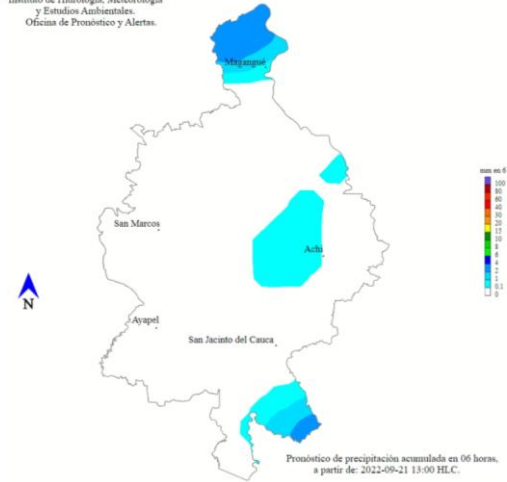 Instituto de Hidrología, Meteorología
y Estudios Ambientales.
Oficina de Pronóstico y Alertas.
Magangué
San Marcos
Achí
Ayapel
San Jacinto del Cauca
N
mm en 6
100
80
60
40
30
20
15
10
8
6
4
2
1
0.1
0
Pronóstico de precipitación acumulada en 06 horas,
a partir de: 2022-09-21 13:00 HLC.